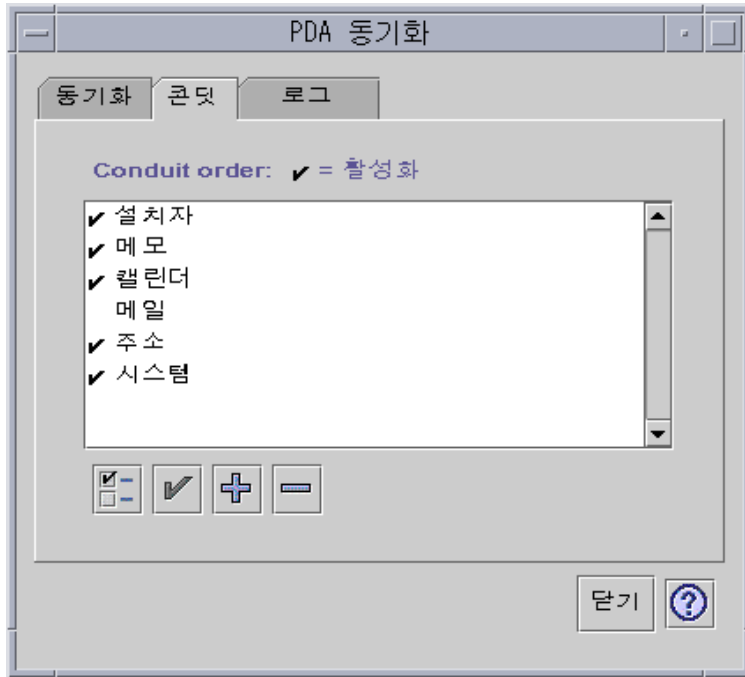 PDA 동기화
동기화 콘딧 로그
Conduit order: ✔ = 활성화
✔ 설치자
✔ 메모
✔ 캘린더
메일
✔ 주소
✔ 시스템
닫기